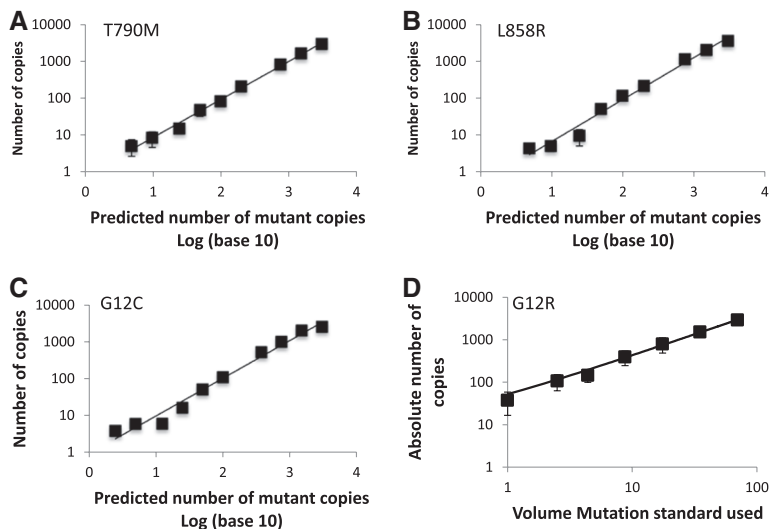 A
T790M
Number of copies
10000
1000
100
10
1
0
1
2
3
4
Predicted number of mutant copies
Log (base 10)
B
L858R
Number of copies
10000
1000
100
10
1
0
1
2
3
4
Predicted number of mutant copies
Log (base 10)
C
G12C
Number of copies
10000
1000
100
10
1
0
1
2
3
4
Predicted number of mutant copies
Log (base 10)
D
G12R
Absolute number of
copies
10000
1000
100
10
1
1
10
100
Volume Mutation standard used